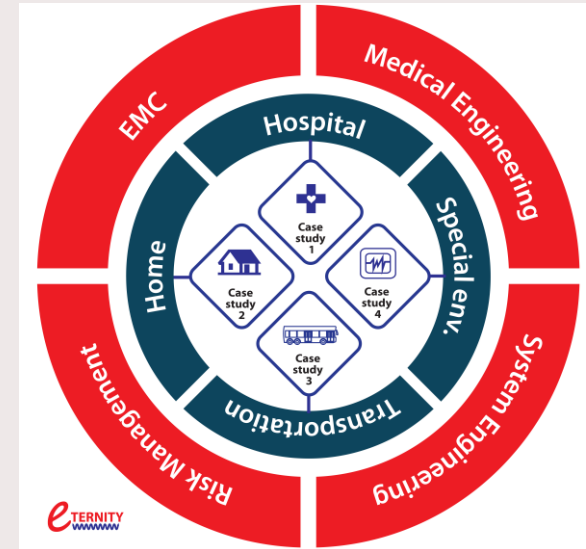 EMC
Medical Engineering
Hospital
Home
Special env.
Case
study
1
Case
study
2
Case
study
4
Case
study
3
Transportation
Risk Management
System Engineering
eTERNITY